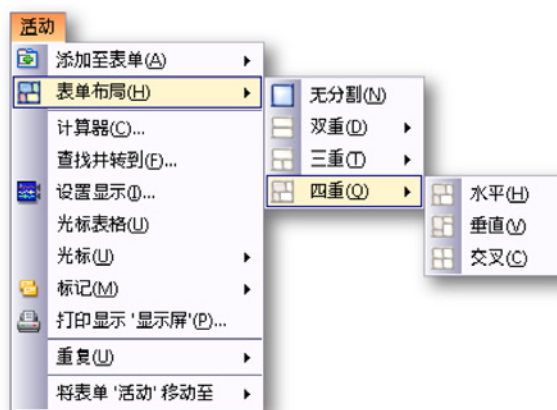 活动
添加至表单(A)
表单布局(H)
计算器(C)...
查找并转到(F)...
设置显示(I)...
光标表格(U)
光标(U)
标记(M)
打印显示 '显示屏'(P)...
重复(U)
将表单 '活动' 移动至
无分割(N)
双重(D)
三重(T)
四重(Q)
水平(H)
垂直(V)
交叉(C)